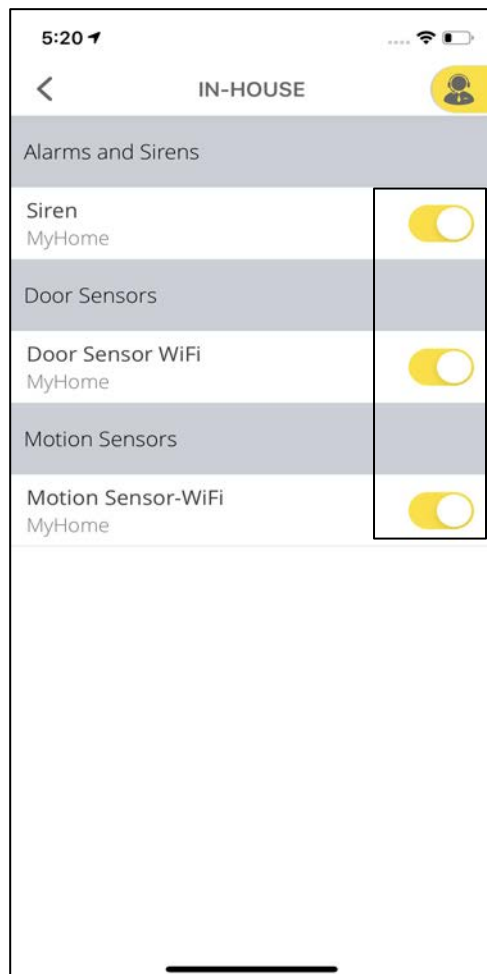 5:20
IN-HOUSE
Alarms and Sirens
Siren
MyHome
Door Sensors
Door Sensor WiFi
MyHome
Motion Sensors
Motion Sensor-WiFi
MyHome